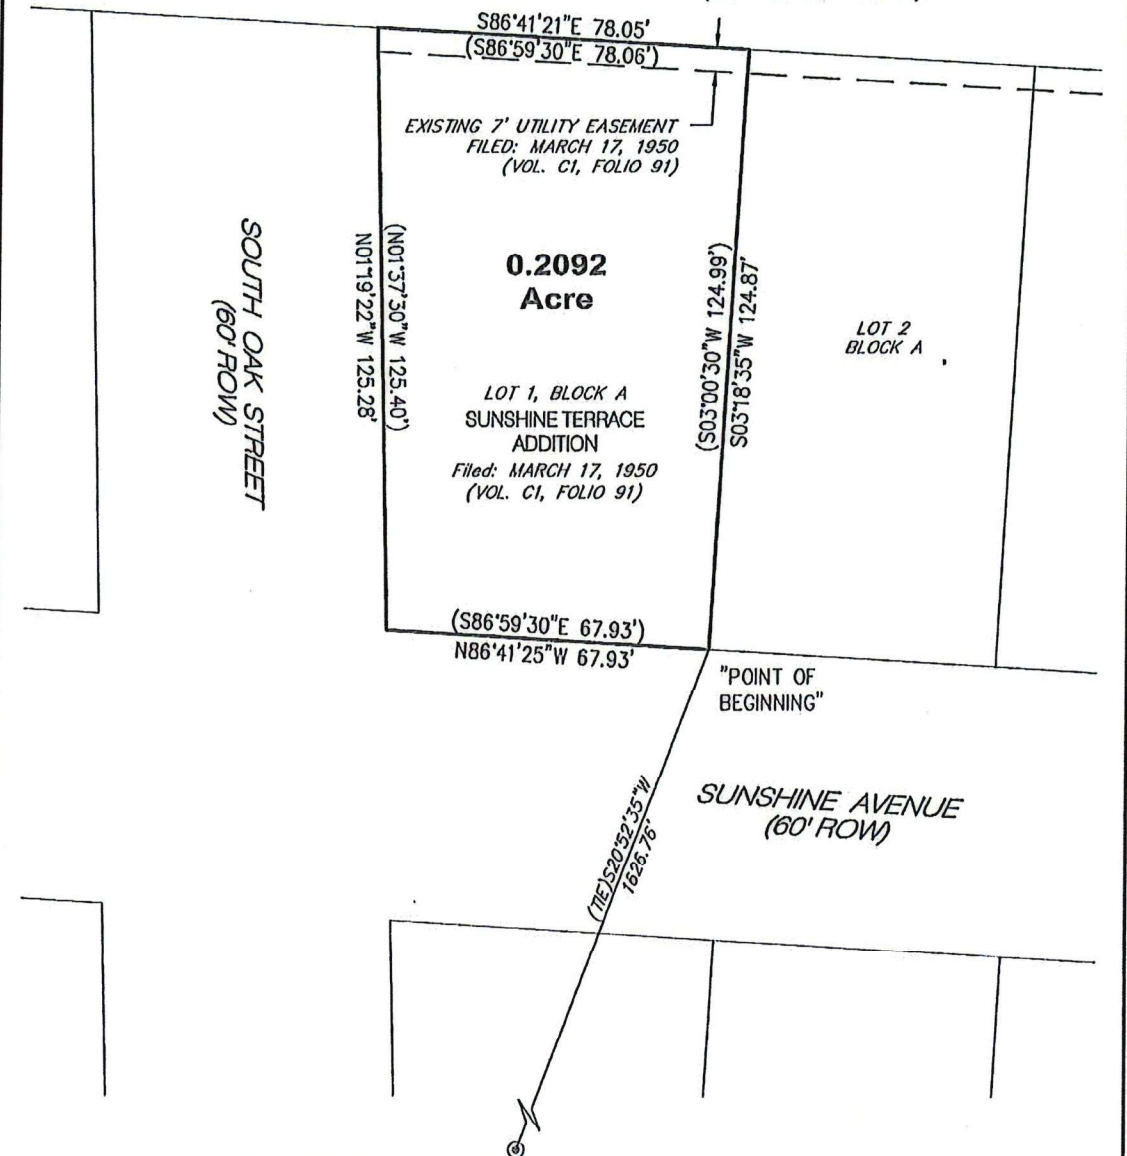 S86°41'21"E 78.05'
(S86°59'30"E 78.06')
EXISTING 7' UTILITY EASEMENT
FILED: MARCH 17, 1950
(VOL. C1, FOLIO 91)
SOUTH OAK STREET
(60' ROW)
N01°19'22"W 125.28'
(N01°37'30"W 125.40')
0.2092
Acre
(S03°00'30"W 124.99')
S03°18'35"W 124.87'
LOT 2
BLOCK A
LOT 1, BLOCK A
SUNSHINE TERRACE
ADDITION
Filed: MARCH 17, 1950
(VOL. C1, FOLIO 91)
(S86°59'30"E 67.93')
N86°41'25"W 67.93'
"POINT OF
BEGINNING"
(TIE)S20°52'35"W
1626.76'
SUNSHINE AVENUE
(60' ROW)